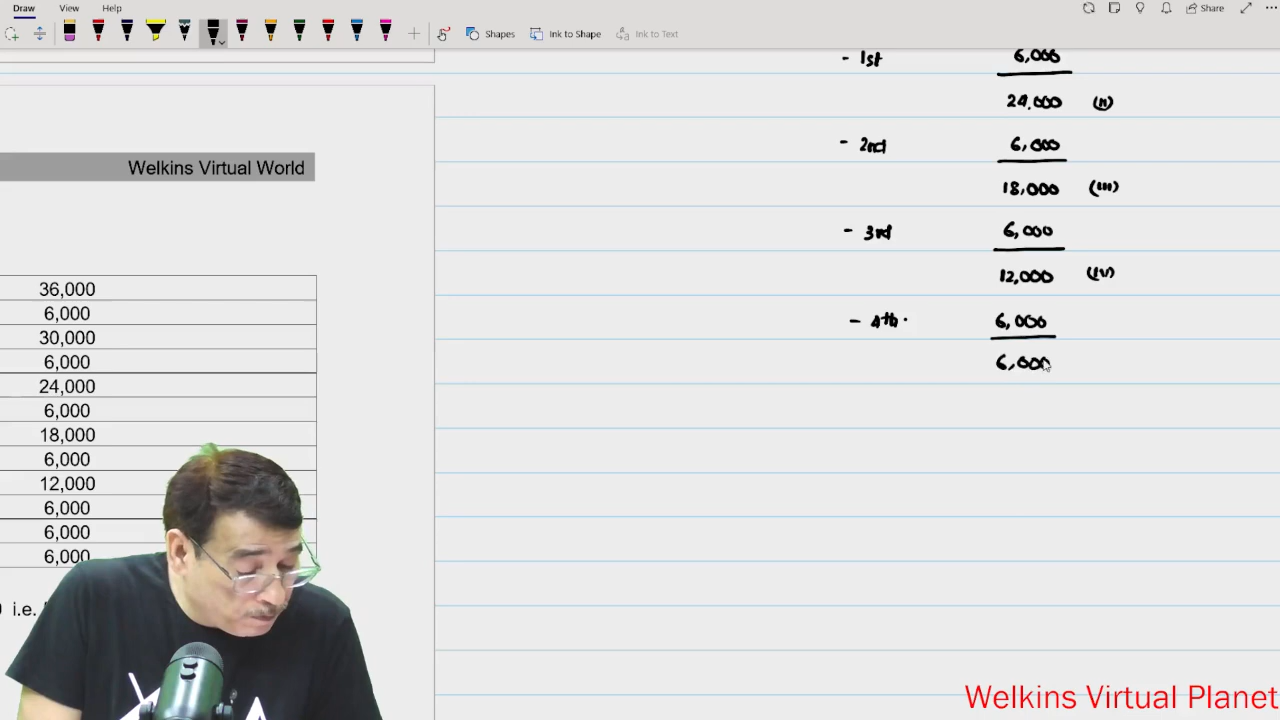 Draw View Help Share
Shapes Ink to Shape Ink to Text
- 1st 6,000
24,000 (II)
- 2nd 6,000
Welkins Virtual World
18,000 (III)
- 3rd 6,000
12,000 (IV)
36,000
6,000
- 4th. 6,000
30,000
6,000
6,000
24,000
6,000
18,000
6,000
12,000
6,000
6,000
6,000
i.e.
Welkins Virtual Planet